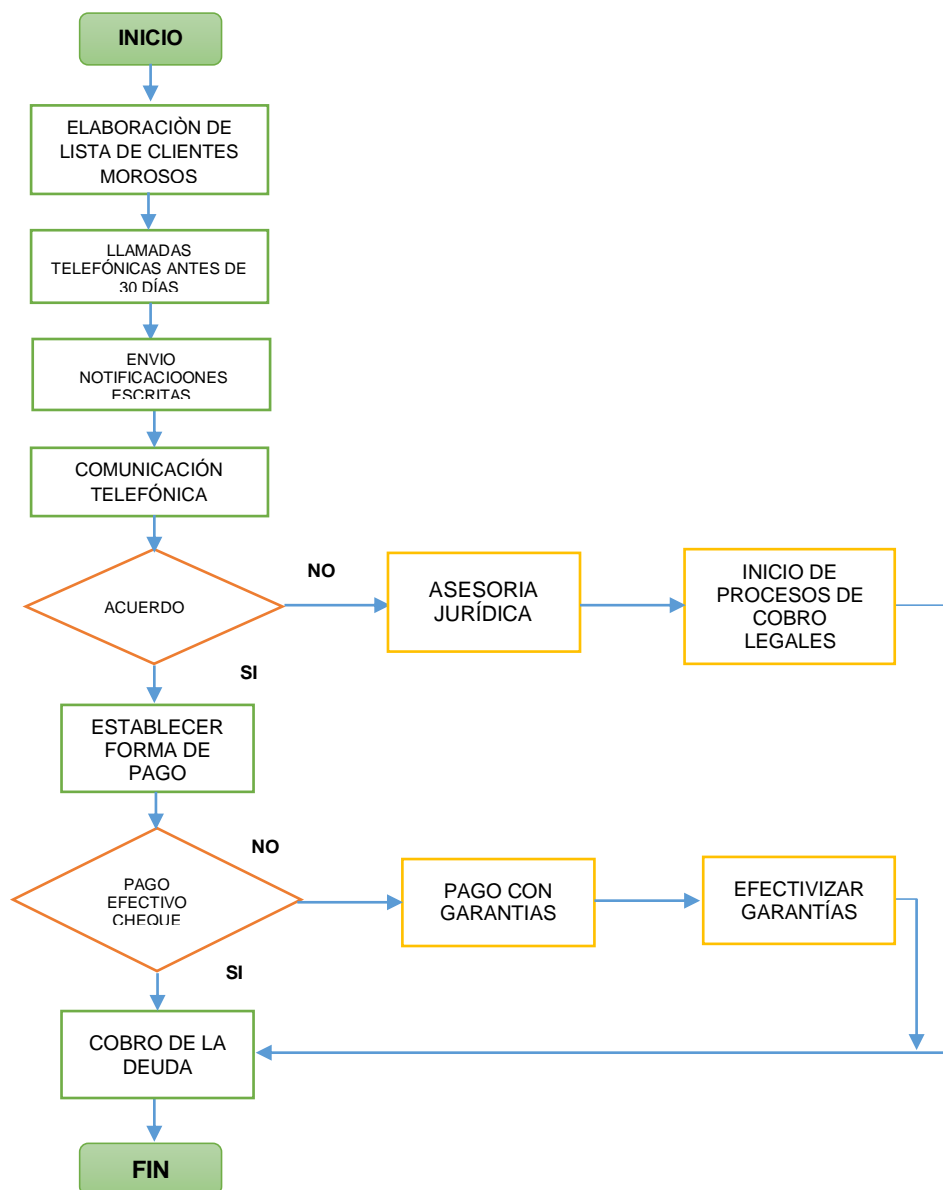 INICIO
ELABORACIÒN DE
LISTA DE CLIENTES
MOROSOS
LLAMADAS
TELEFÓNICAS ANTES DE
30 DÍAS
ENVIO
NOTIFICACIOONES
ESCRITAS
COMUNICACIÓN
TELEFÓNICA
ACUERDO
NO
ASESORIA
JURÍDICA
INICIO DE
PROCESOS DE
COBRO
LEGALES
SI
ESTABLECER
FORMA DE
PAGO
PAGO
EFECTIVO
CHEQUE
NO
PAGO CON
GARANTIAS
EFECTIVIZAR
GARANTÍAS
SI
COBRO DE LA
DEUDA
FIN